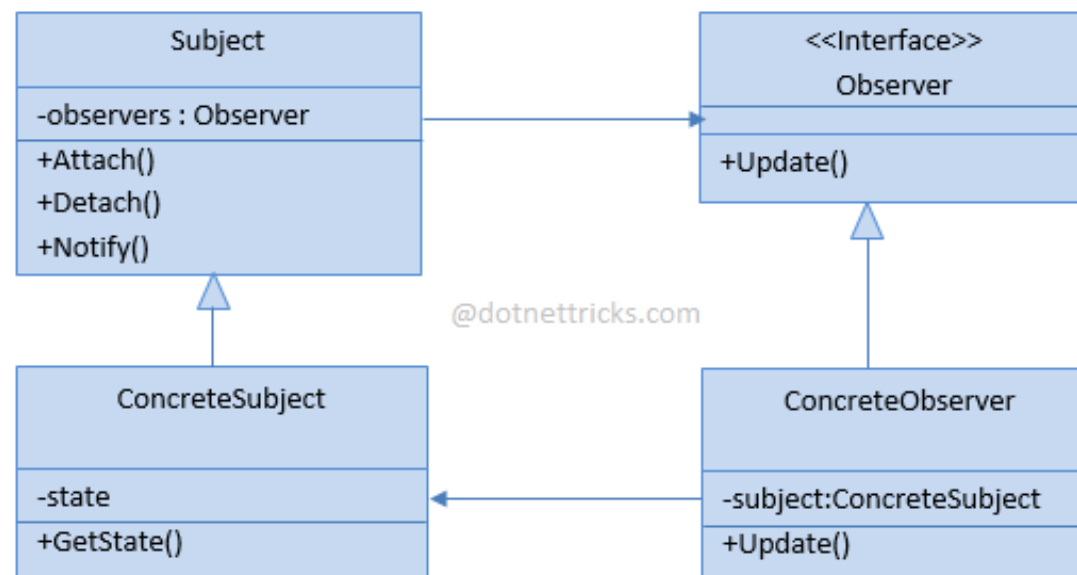 Subject
-observers : Observer
+Attach()
+Detach()
+Notify()
<<Interface>>
Observer
+Update()
@dotnettricks.com
ConcreteSubject
-state
+GetState()
ConcreteObserver
-subject:ConcreteSubject
+Update()